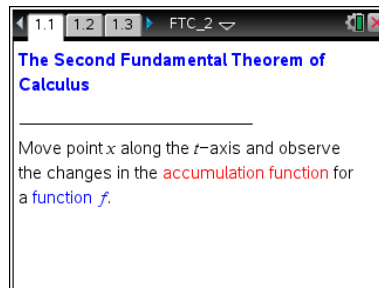 1.1 1.2 1.3 FTC_2
The Second Fundamental Theorem of
Calculus
Move point x along the t-axis and observe
the changes in the accumulation function for
a function f.